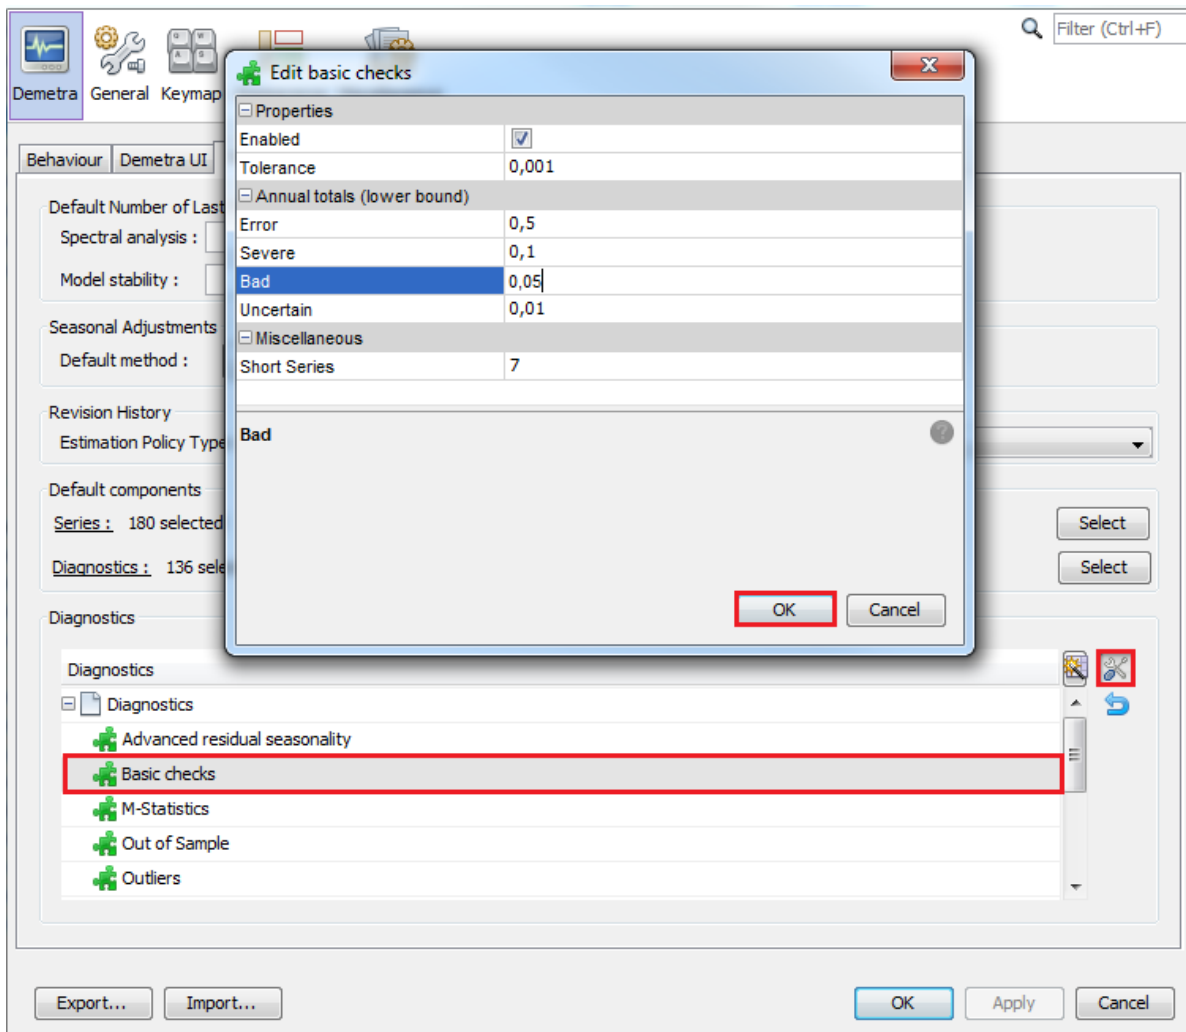 Filter (Ctrl+F)
Demetra General Keymap
Edit basic checks
Properties
Enabled
Tolerance 0,001
Annual totals (lower bound)
Error 0,5
Severe 0,1
Bad 0,05
Uncertain 0,01
Miscellaneous
Short Series 7
Bad
OK Cancel
Behaviour Demetra UI
Default Number of Last
Spectral analysis :
Model stability :
Seasonal Adjustments
Default method :
Revision History
Estimation Policy Type
Default components
Series : 180 selected Select
Diagnostics : 136 sele Select
Diagnostics
Diagnostics
Diagnostics
Advanced residual seasonality
Basic checks
M-Statistics
Out of Sample
Outliers
Export... Import... OK Apply Cancel